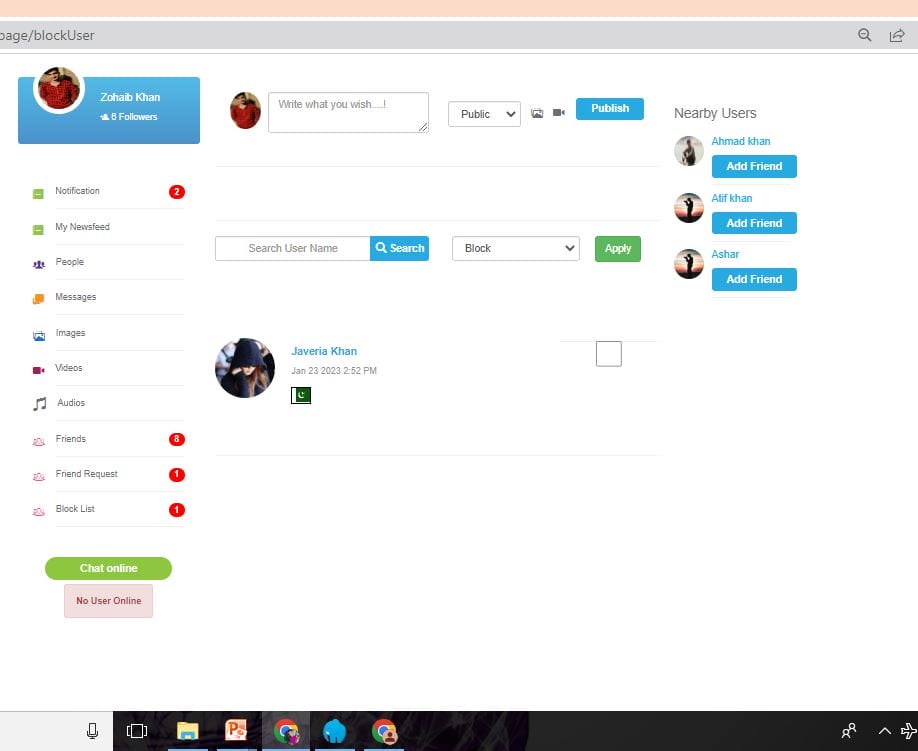 page/blockUser
Zohaib Khan
6 Followers
Write what you wish....!
Public
Publish
Nearby Users
Ahmad khan
Add Friend
Atif khan
Add Friend
Ashar
Add Friend
Notification 2
My Newsfeed
People
Messages
Images
Videos
Audios
Friends 8
Friend Request 1
Block List 1
Chat online
No User Online
Search User Name
Search
Block
Apply
Javeria Khan
Jan 23 2023 2:52 PM